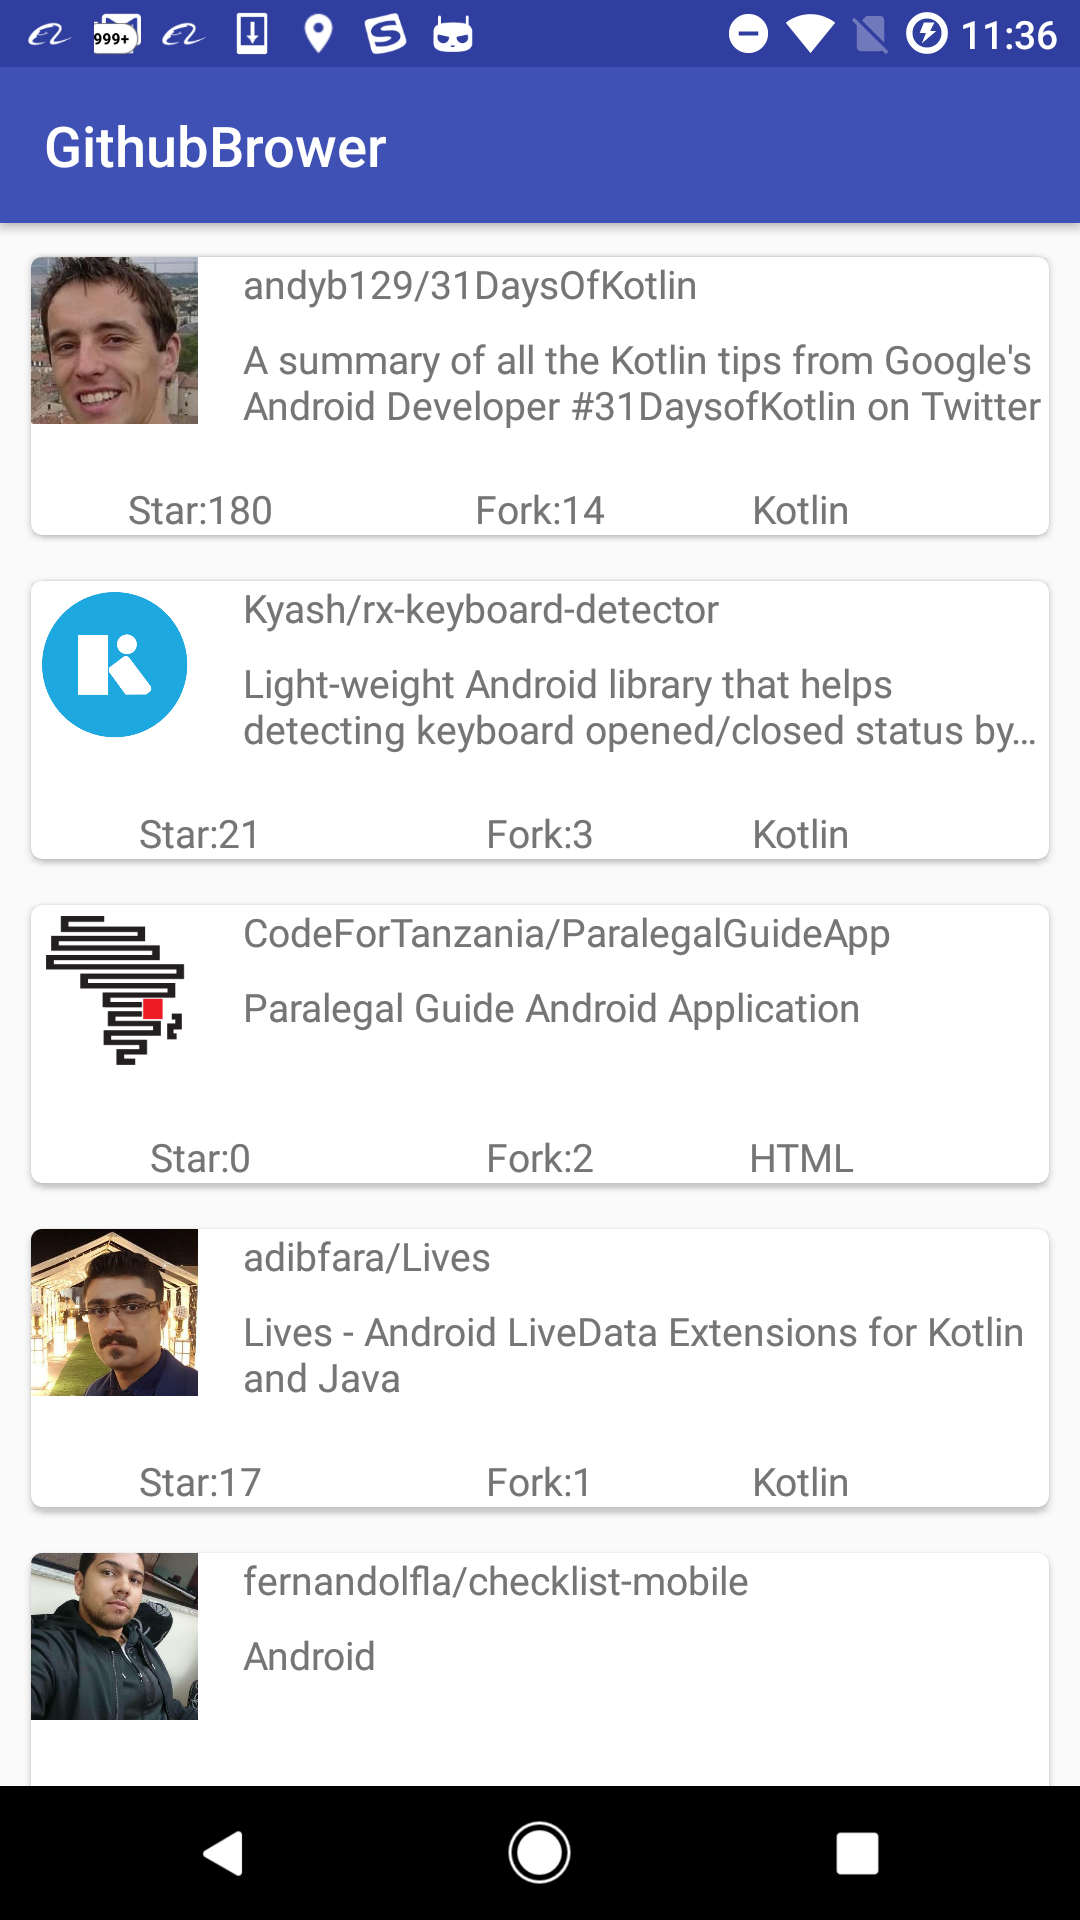 999+
11:36
GithubBrower
andyb129/31DaysOfKotlin
A summary of all the Kotlin tips from Google's
Android Developer #31DaysofKotlin on Twitter
Star:180 Fork:14 Kotlin
Kyash/rx-keyboard-detector
Light-weight Android library that helps
detecting keyboard opened/closed status by...
Star:21 Fork:3 Kotlin
CodeForTanzania/ParalegalGuideApp
Paralegal Guide Android Application
Star:0 Fork:2 HTML
adibfara/Lives
Lives - Android LiveData Extensions for Kotlin
and Java
Star:17 Fork:1 Kotlin
fernandolfla/checklist-mobile
Android